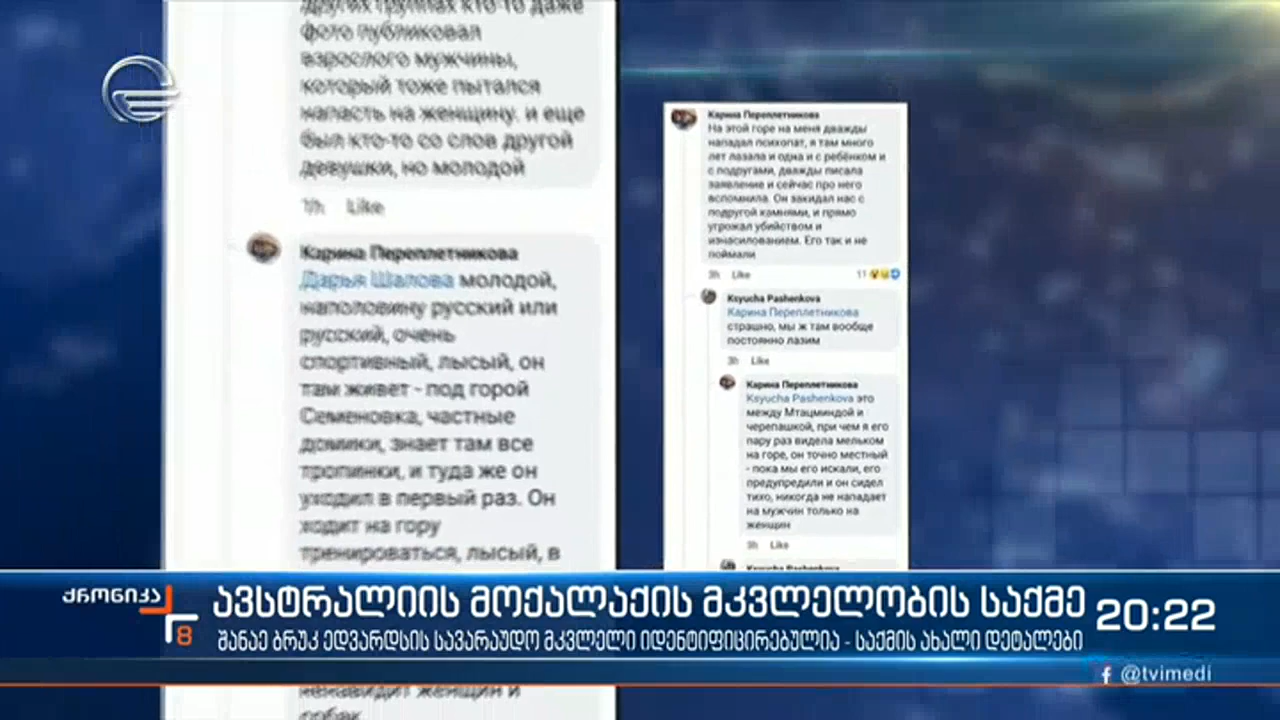 других группах кто-то даже
фото публиковал
взрослого мужчины,
который тоже пытался
напасть на женщину. и еще
был кто-то со слов другой
девушки, но молодой
1h Like
Карина Переплетникова
Дарья Шалова молодой,
наполовину русский или
русский, очень
спортивный, лысый, он
там живет - под горой
Семеновка, частные
домики, знает там все
тропинки, и туда же он
уходил в первый раз. Он
ходит на гору
тренироваться, лысый, в
ненавидит женщин и
собак
Карина Переплетникова
На этой горе на меня дважды
нападал психопат, я там много
лет лазала и одна и с ребёнком и
с подругами, дважды писала
заявление и сейчас про него
вспомнила. Он закидал нас с
подругой камнями, и прямо
угрожал убийством и
изнасилованием. Его так и не
поймали
3h Like 11
Ksyucha Pashenkova
Карина Переплетникова
страшно, мы ж там вообще
постоянно лазим
3h Like
Карина Переплетникова
Ksyucha Pashenkova это
между Мтацминдой и
черепашкой, при чем я его
пару раз видела мельком
на горе, он точно местный
- пока мы его искали, его
предупредили и он сидел
тихо, никогда не нападает
на мужчин только на
женщин
3h Like
Ksyucha Pashenkova
ქრონიკა
8
ავსტრალიის მოქალაქის მკვლელობის საქმე
შანაე ბრუკ ედვარდსის სავარაუდო მკვლელი იდენტიფიცირებულია - საქმის ახალი დეტალები
20:22
f @tvimedi